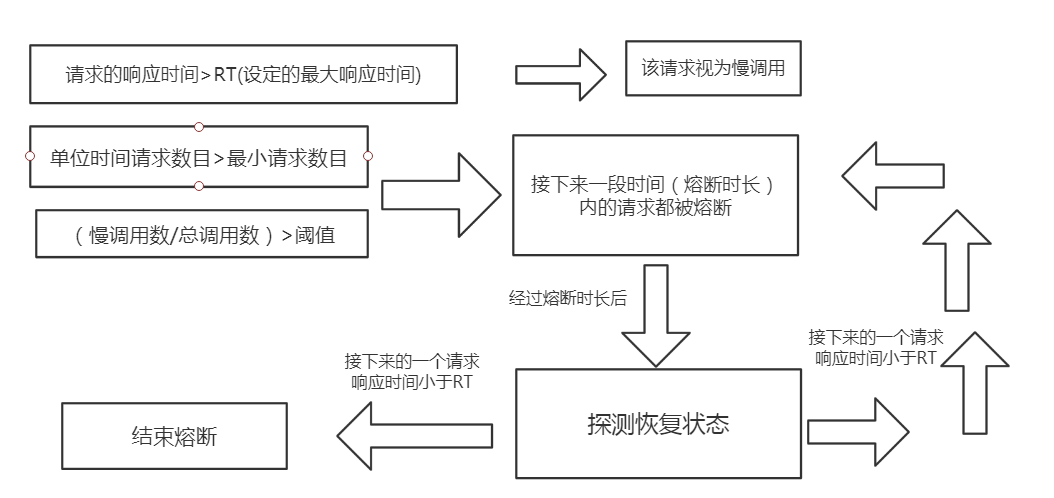 请求的响应时间>RT(设定的最大响应时间)
该请求视为慢调用
单位时间请求数目>最小请求数目
（慢调用数/总调用数）>阈值
接下来一段时间（熔断时长）
内的请求都被熔断
经过熔断时长后
接下来的一个请求
响应时间小于RT
接下来的一个请求
响应时间小于RT
结束熔断
探测恢复状态